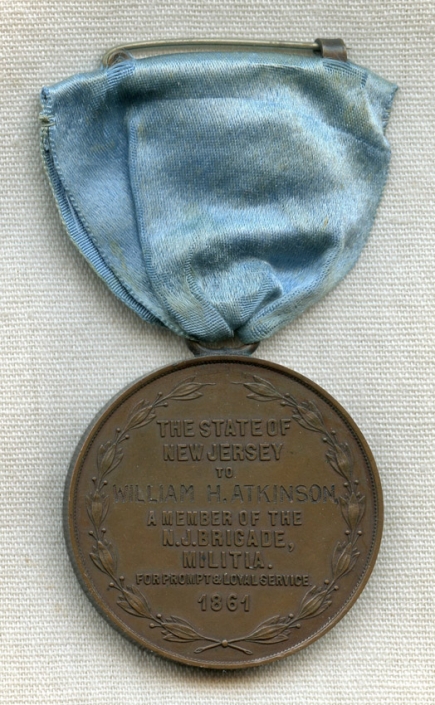 THE STATE OF
NEW JERSEY
TO
WILLIAM H. ATKINSON,
A MEMBER OF THE
N.J. BRIGADE,
MILITIA.
FOR PROMPT & LOYAL SERVICE
1861